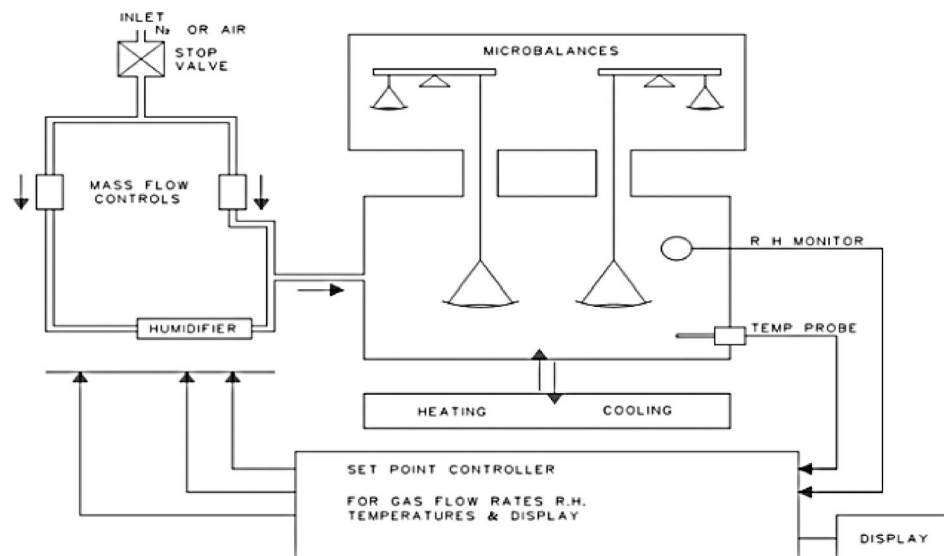 INLET
N₂ OR AIR
STOP
VALVE
MICROBALANCES
MASS FLOW
CONTROLS
R H MONITOR
HUMIDIFIER
TEMP PROBE
HEATING
COOLING
SET POINT CONTROLLER
FOR GAS FLOW RATES R.H.
TEMPERATURES & DISPLAY
DISPLAY